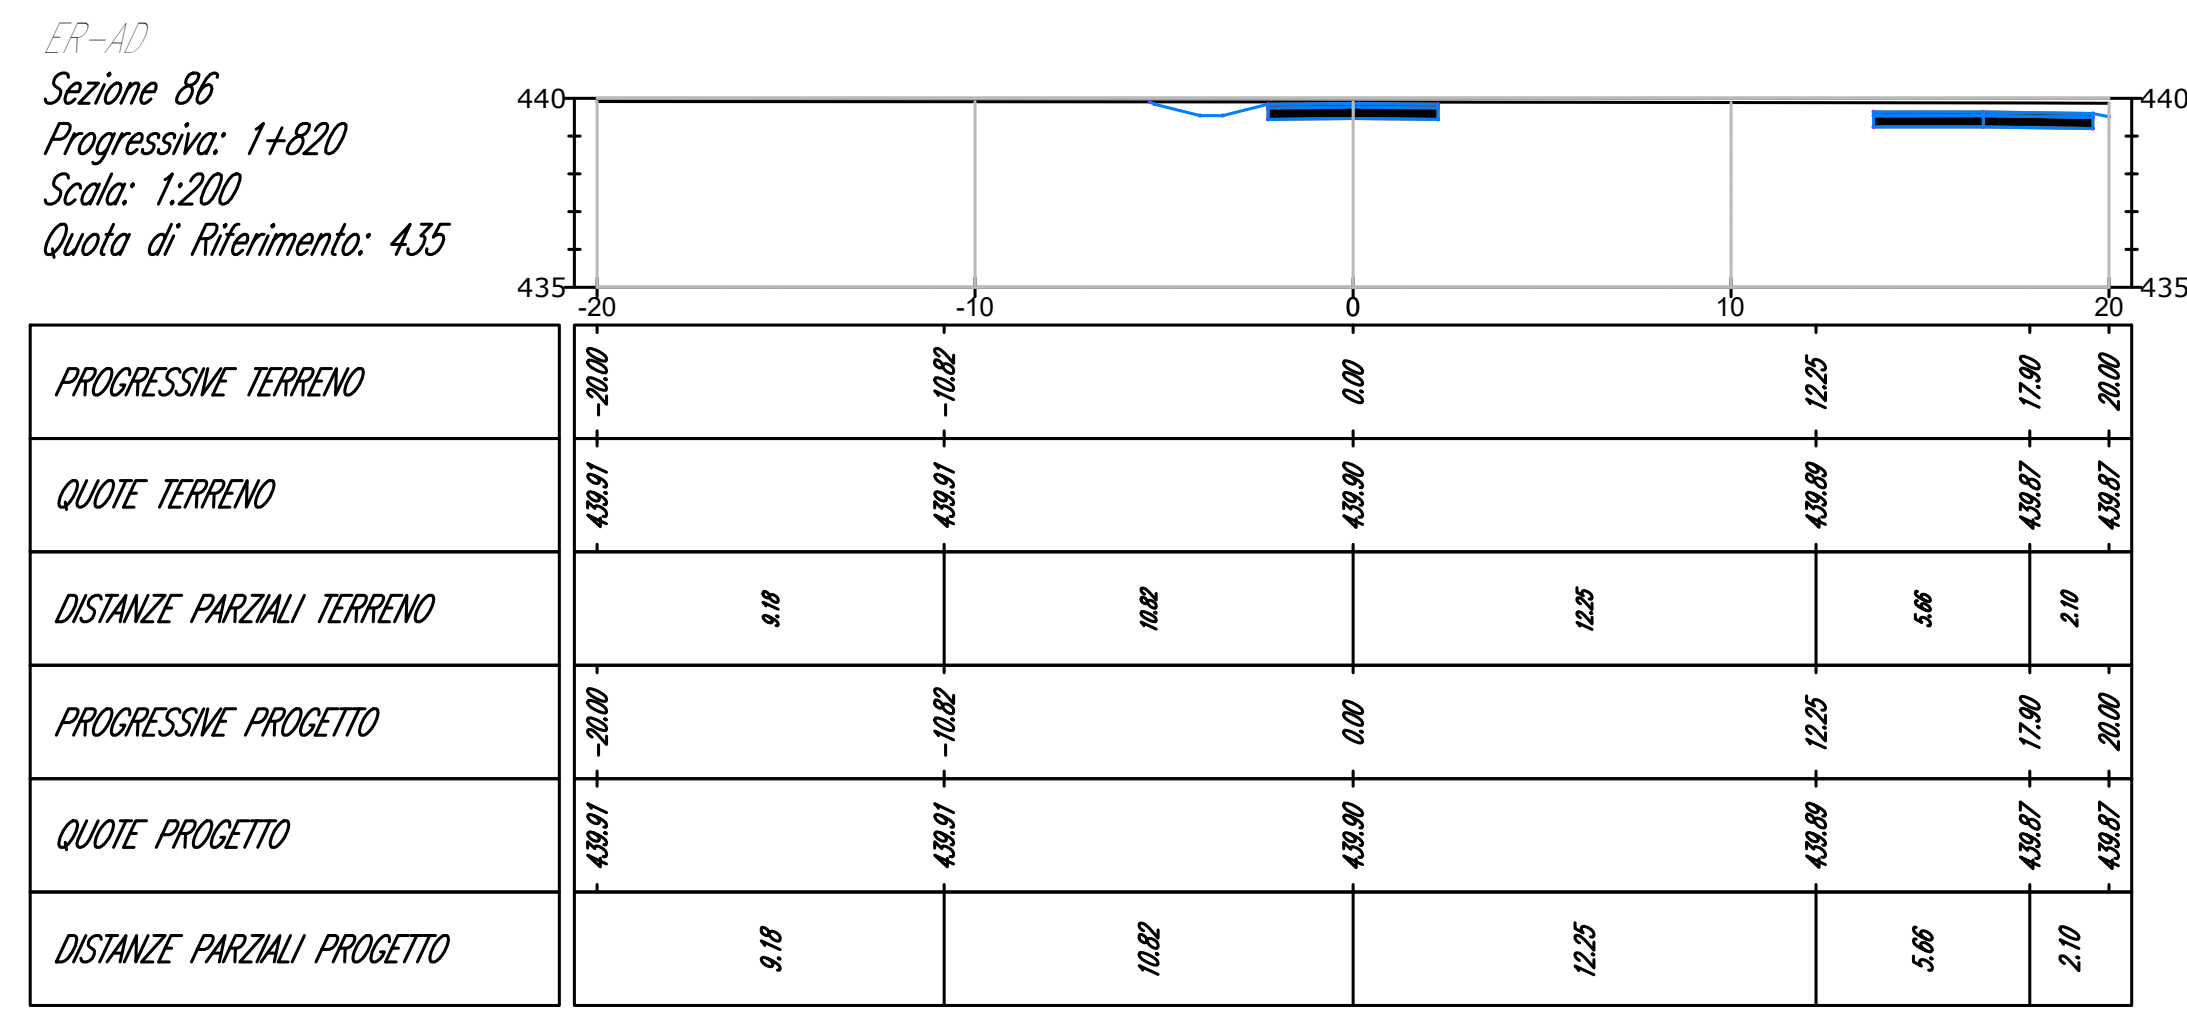 ER-AD
Sezione 86
Progressiva: 1+820
Scala: 1:200
Quota di Riferimento: 435
440 440
435 435
-20 -10 0 10 20
PROGRESSIVE TERRENO -20.00 -10.82 0.00 12.25 17.90 20.00
QUOTE TERRENO 439.91 439.91 439.90 439.89 439.87 439.87
DISTANZE PARZIALI TERRENO 9.18 10.82 12.25 5.66 2.10
PROGRESSIVE PROGETTO -20.00 -10.82 0.00 12.25 17.90 20.00
QUOTE PROGETTO 439.91 439.91 439.90 439.89 439.87 439.87
DISTANZE PARZIALI PROGETTO 9.18 10.82 12.25 5.66 2.10